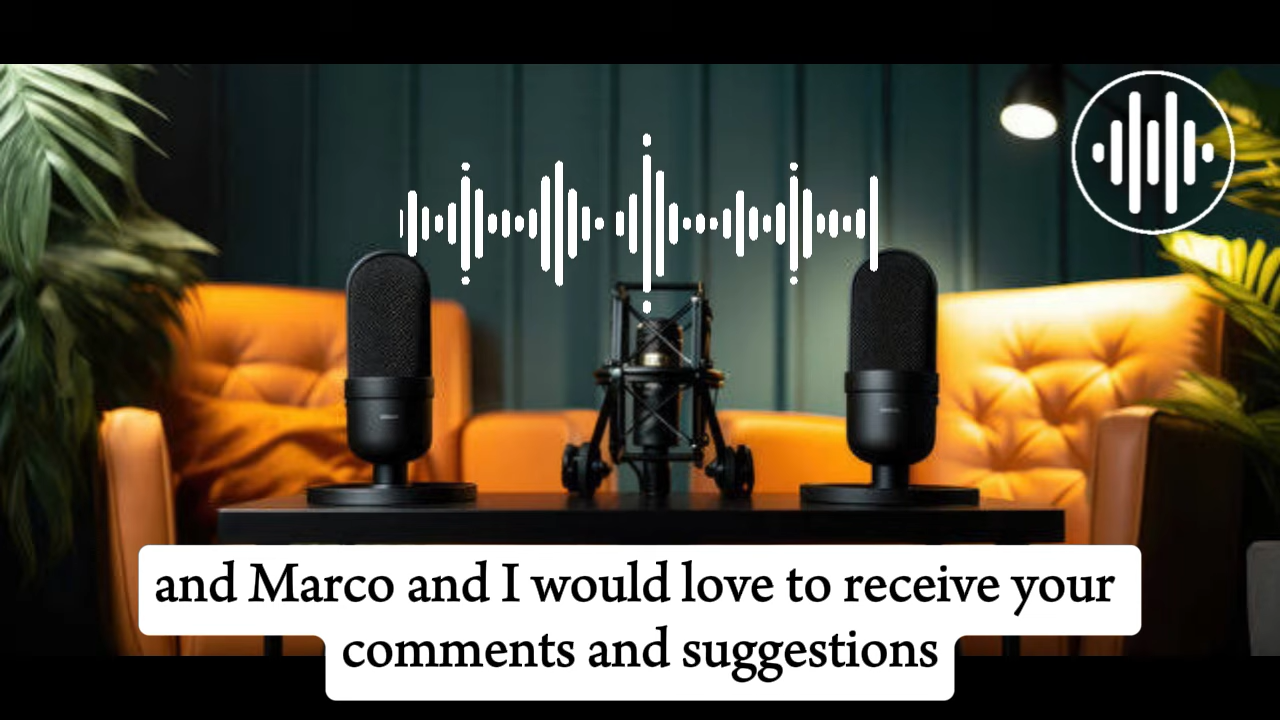 and Marco and I would love to receive your
comments and suggestions